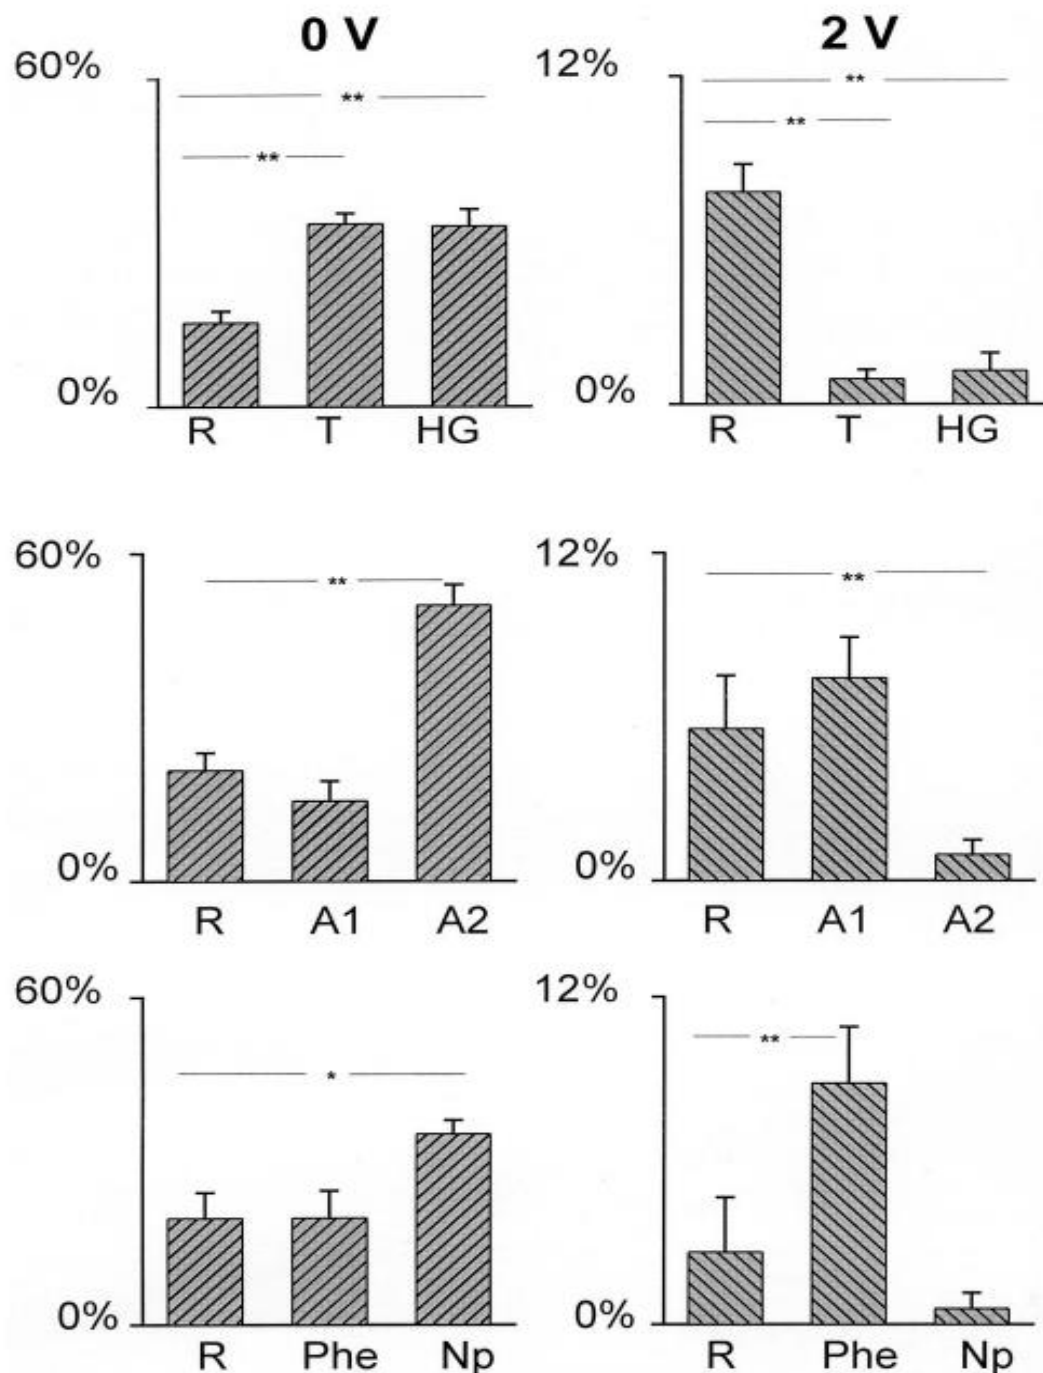 0 V 2 V
60% 12%
** **
** **
0% 0%
R T HG R T HG
60% 12%
** **
0% 0%
R A1 A2 R A1 A2
60% 12%
* **
0% 0%
R Phe Np R Phe Np